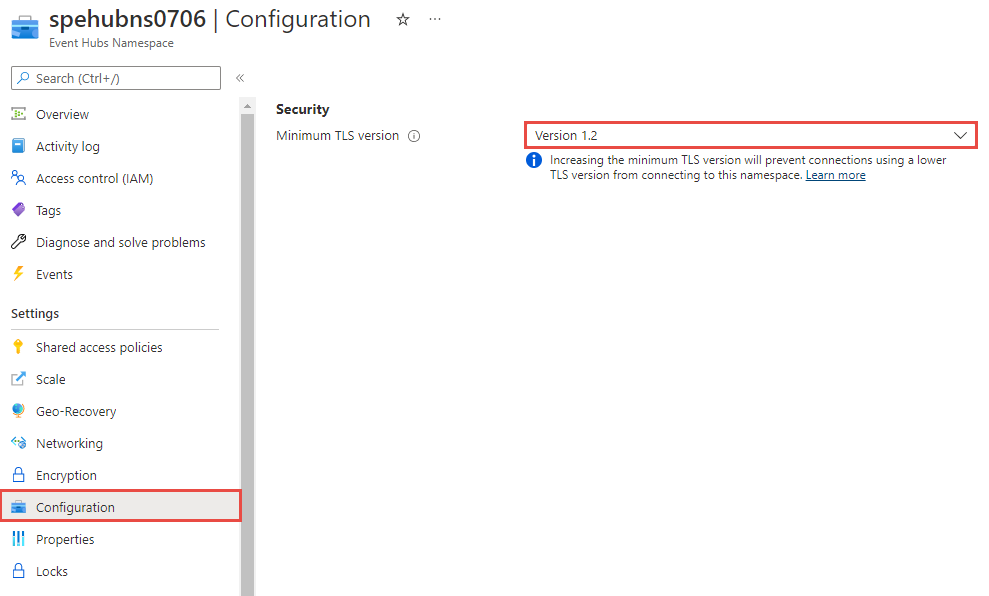 spehubns0706 | Configuration ☆ ...
Event Hubs Namespace
Search (Ctrl+/) «
Overview
Activity log
Access control (IAM)
Tags
Diagnose and solve problems
Events
Settings
Shared access policies
Scale
Geo-Recovery
Networking
Encryption
Configuration
Properties
Locks
Security
Minimum TLS version
Version 1.2
Increasing the minimum TLS version will prevent connections using a lower
TLS version from connecting to this namespace. Learn more